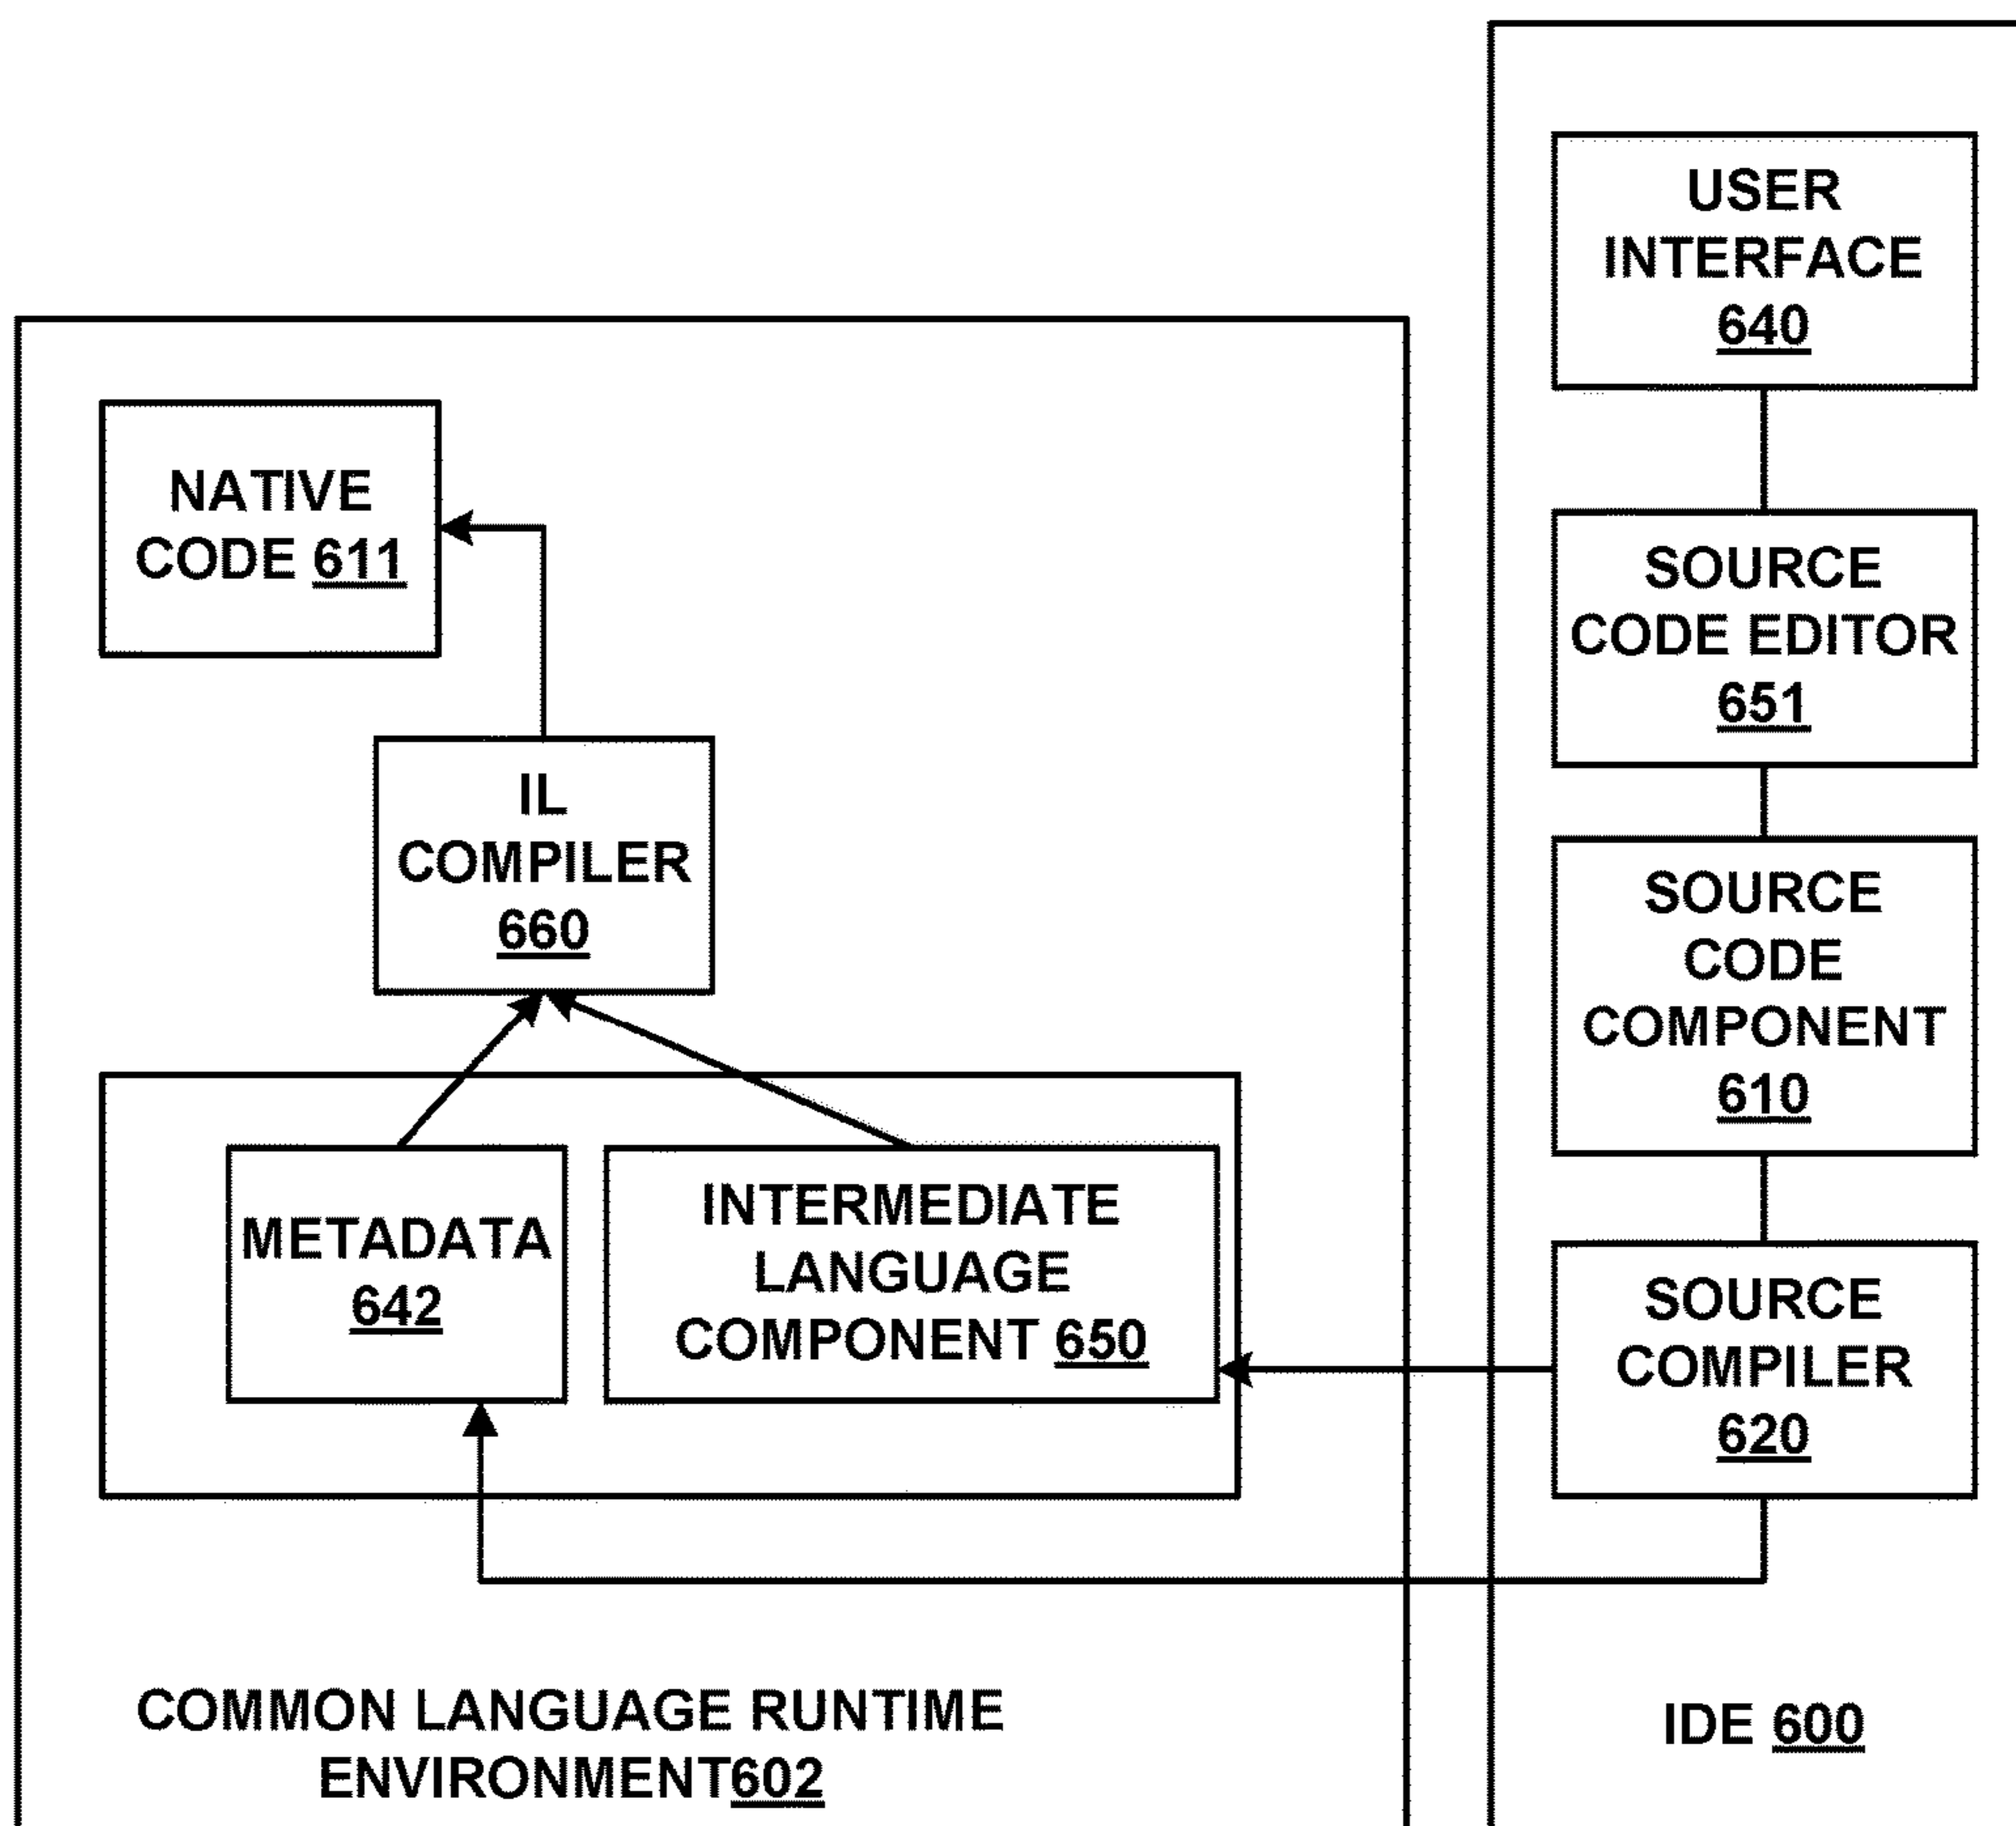 USER
INTERFACE
640
NATIVE
CODE 611
SOURCE
CODE EDITOR
651
IL
COMPILER
660
SOURCE
CODE
COMPONENT
610
METADATA
642
INTERMEDIATE
LANGUAGE
COMPONENT 650
SOURCE
COMPILER
620
COMMON LANGUAGE RUNTIME
ENVIRONMENT602
IDE 600